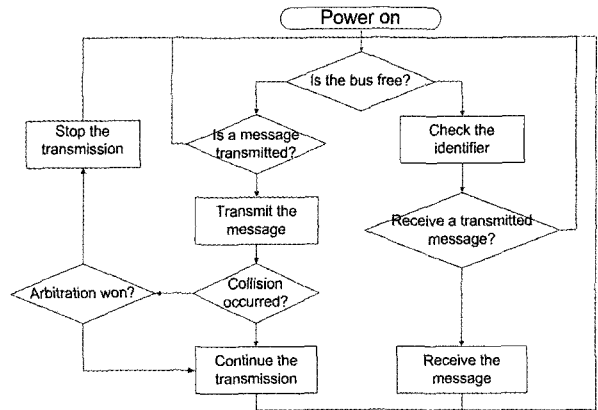 Power on
Is the bus free?
Stop the
transmission
Is a message
transmitted?
Check the
identifier
Transmit the
message
Receive a transmitted
message?
Arbitration won?
Collision
occurred?
Continue the
transmission
Receive the
message